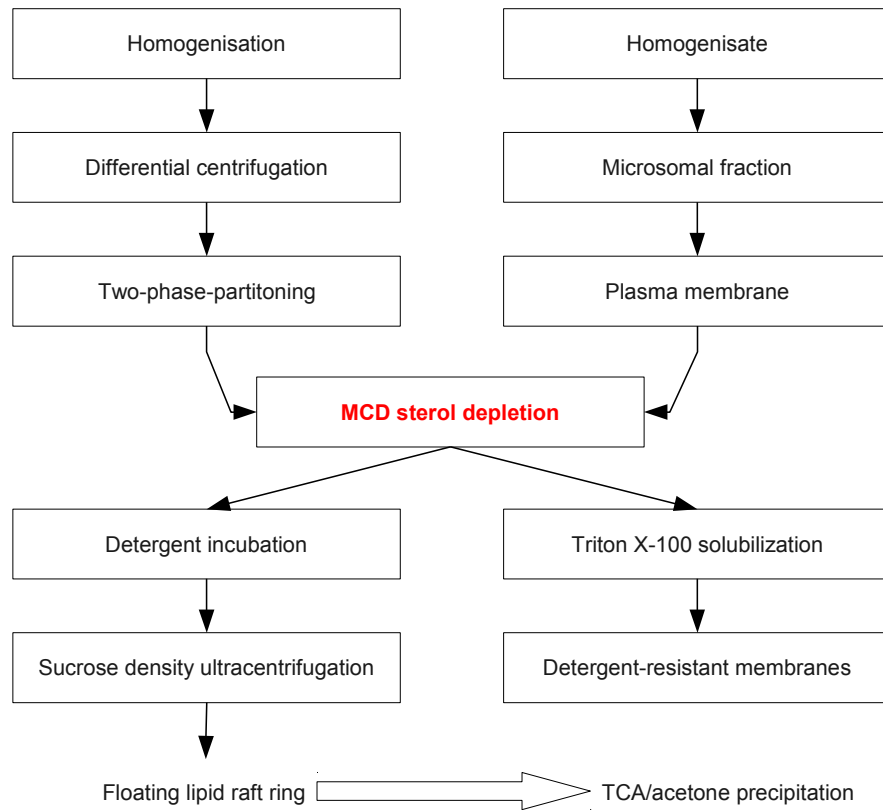 Homogenisation
Homogenisate
Differential centrifugation
Microsomal fraction
Two-phase-partitoning
Plasma membrane
MCD sterol depletion
Detergent incubation
Triton X-100 solubilization
Sucrose density ultracentrifugation
Detergent-resistant membranes
Floating lipid raft ring
TCA/acetone precipitation